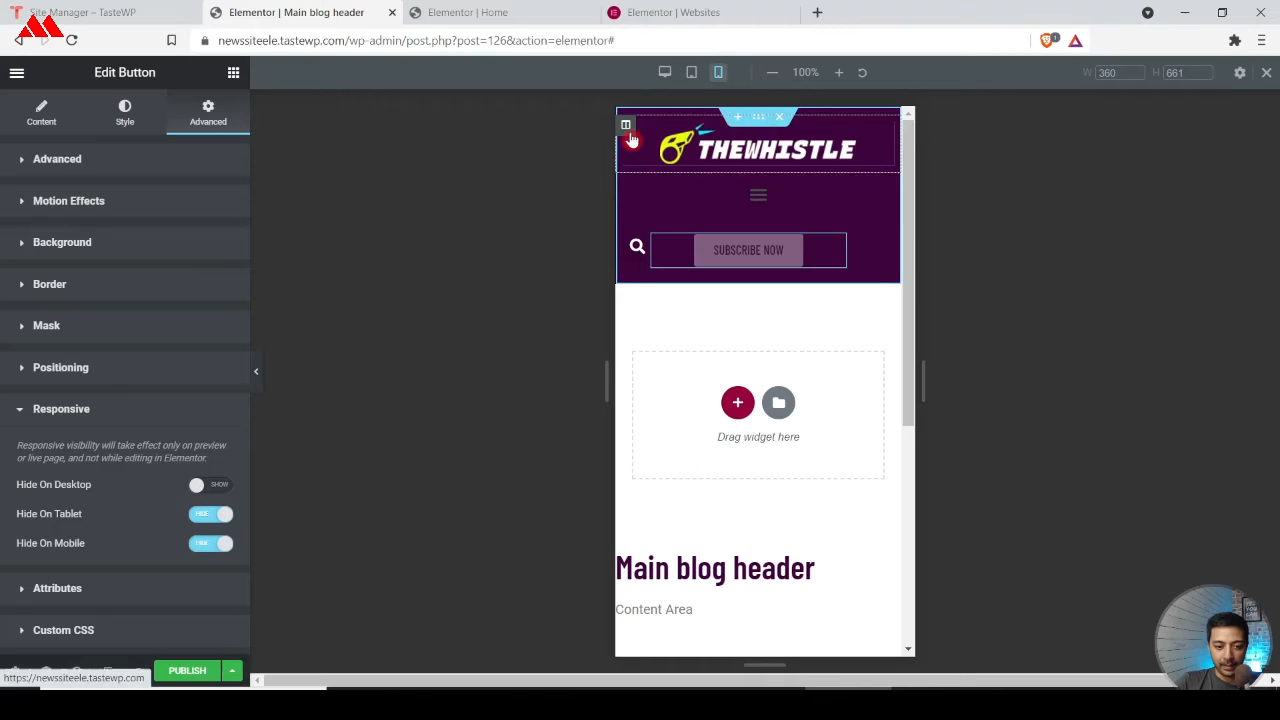 Site Manager - TasteWP
Elementor | Main blog header
Elementor | Home
Elementor | Websites
newssiteele.tastewp.com/wp-admin/post.php?post=126&action=elementor#
1
Edit Button
100%
W 360 H 661
Content
Style
Advanced
Advanced
Motion Effects
Background
Border
Mask
Positioning
Responsive
Responsive visibility will take effect only on preview
or live page, and not while editing in Elementor.
Hide On Desktop SHOW
Hide On Tablet HIDE
Hide On Mobile HIDE
Attributes
Custom CSS
PUBLISH
https://newssiteele.tastewp.com
THEWHISTLE
SUBSCRIBE NOW
Drag widget here
Main blog header
Content Area